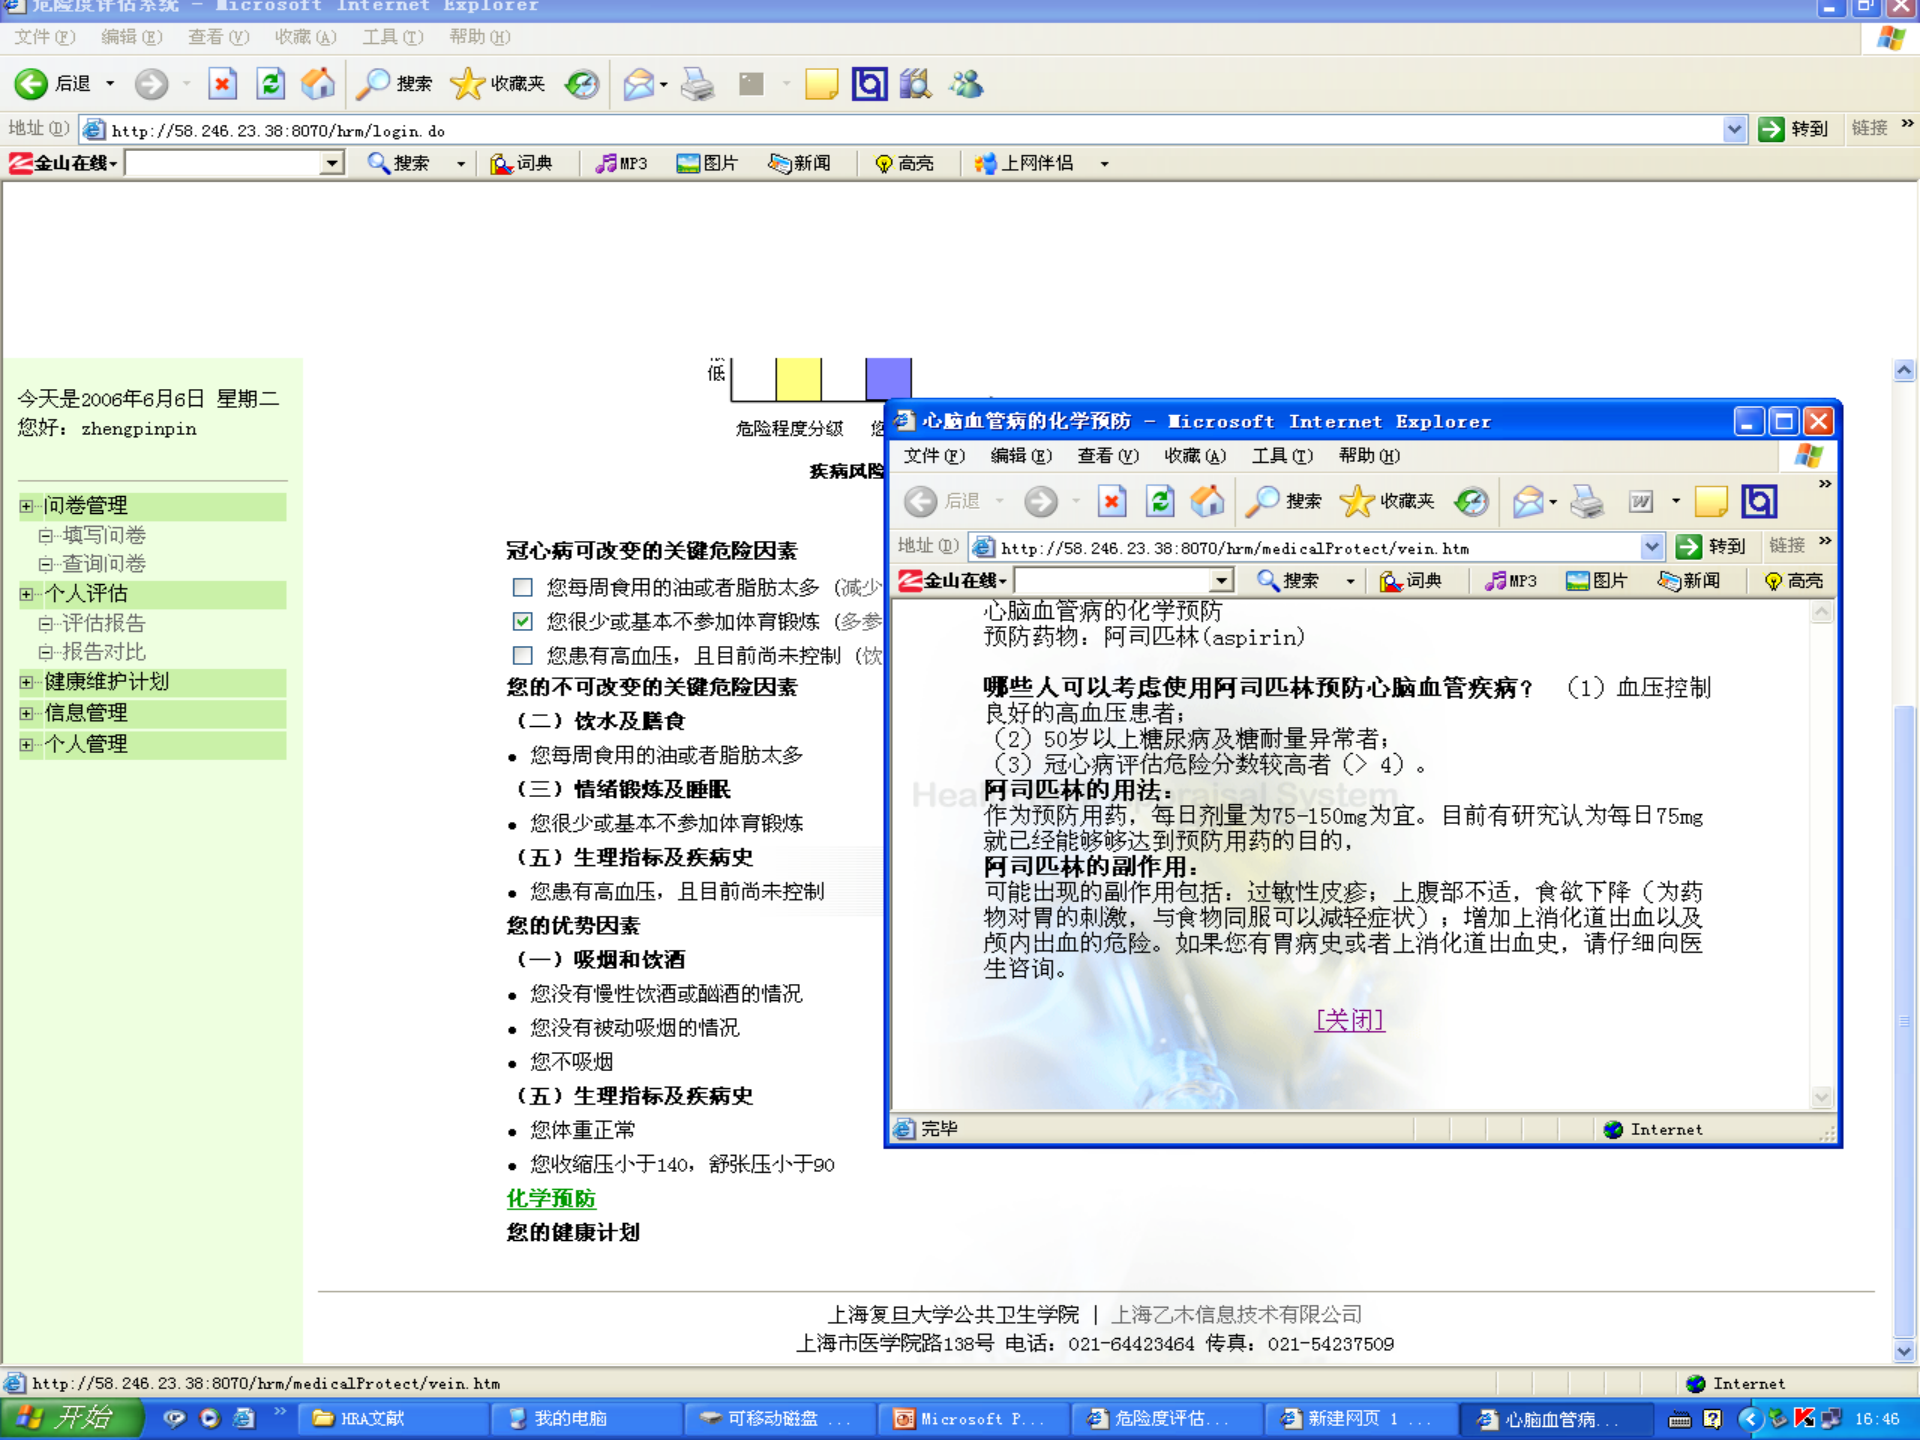 危险度评估系统 - Microsoft Internet Explorer
文件(F) 编辑(E) 查看(V) 收藏(A) 工具(T) 帮助(H)
后退 搜索 收藏夹
地址(D) http://58.246.23.38:8070/hrm/login.do 转到 链接 »
金山在线 搜索 词典 MP3 图片 新闻 高亮 上网伴侣
今天是2006年6月6日 星期二
您好: zhengpinpin
问卷管理
填写问卷
查询问卷
个人评估
评估报告
报告对比
健康维护计划
信息管理
个人管理
低
危险程度分级
疾病风险
冠心病可改变的关键危险因素
您每周食用的油或者脂肪太多 (减少
您很少或基本不参加体育锻炼 (多参
您患有高血压，且目前尚未控制 (饮
您的不可改变的关键危险因素
（二）饮水及膳食
• 您每周食用的油或者脂肪太多
（三）情绪锻炼及睡眠
• 您很少或基本不参加体育锻炼
（五）生理指标及疾病史
• 您患有高血压，且目前尚未控制
您的优势因素
（一）吸烟和饮酒
• 您没有慢性饮酒或酗酒的情况
• 您没有被动吸烟的情况
• 您不吸烟
（五）生理指标及疾病史
• 您体重正常
• 您收缩压小于140，舒张压小于90
化学预防
您的健康计划
上海复旦大学公共卫生学院 | 上海乙木信息技术有限公司
上海市医学院路138号 电话：021-64423464 传真：021-54237509
心脑血管病的化学预防 - Microsoft Internet Explorer
文件(F) 编辑(E) 查看(V) 收藏(A) 工具(T) 帮助(H)
后退 搜索 收藏夹 »
地址(D) http://58.246.23.38:8070/hrm/medicalProtect/vein.htm 转到 链接 »
金山在线 搜索 词典 MP3 图片 新闻 高亮
心脑血管病的化学预防
预防药物：阿司匹林(aspirin)
哪些人可以考虑使用阿司匹林预防心脑血管疾病？ （1）血压控制
良好的高血压患者；
（2）50岁以上糖尿病及糖耐量异常者；
（3）冠心病评估危险分数较高者（> 4）。
阿司匹林的用法：
作为预防用药，每日剂量为75-150mg为宜。目前有研究认为每日75mg
就已经能够够达到预防用药的目的，
阿司匹林的副作用：
可能出现的副作用包括：过敏性皮疹；上腹部不适，食欲下降（为药
物对胃的刺激，与食物同服可以减轻症状）；增加上消化道出血以及
颅内出血的危险。如果您有胃病史或者上消化道出血史，请仔细向医
生咨询。
[关闭]
完毕 Internet
http://58.246.23.38:8070/hrm/medicalProtect/vein.htm Internet
开始 » HRA文献 我的电脑 可移动磁盘 ... Microsoft P... 危险度评估... 新建网页 1 ... 心脑血管病... 16:46